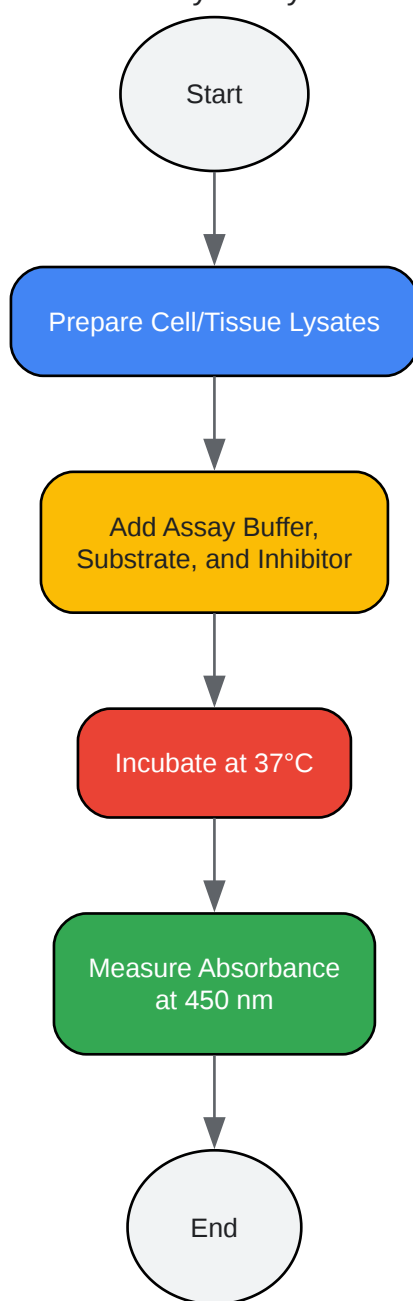 Start
Prepare Cell/Tissue Lysates
Add Assay Buffer,
Substrate, and Inhibitor
Incubate at 37°C
Measure Absorbance
at 450 nm
End